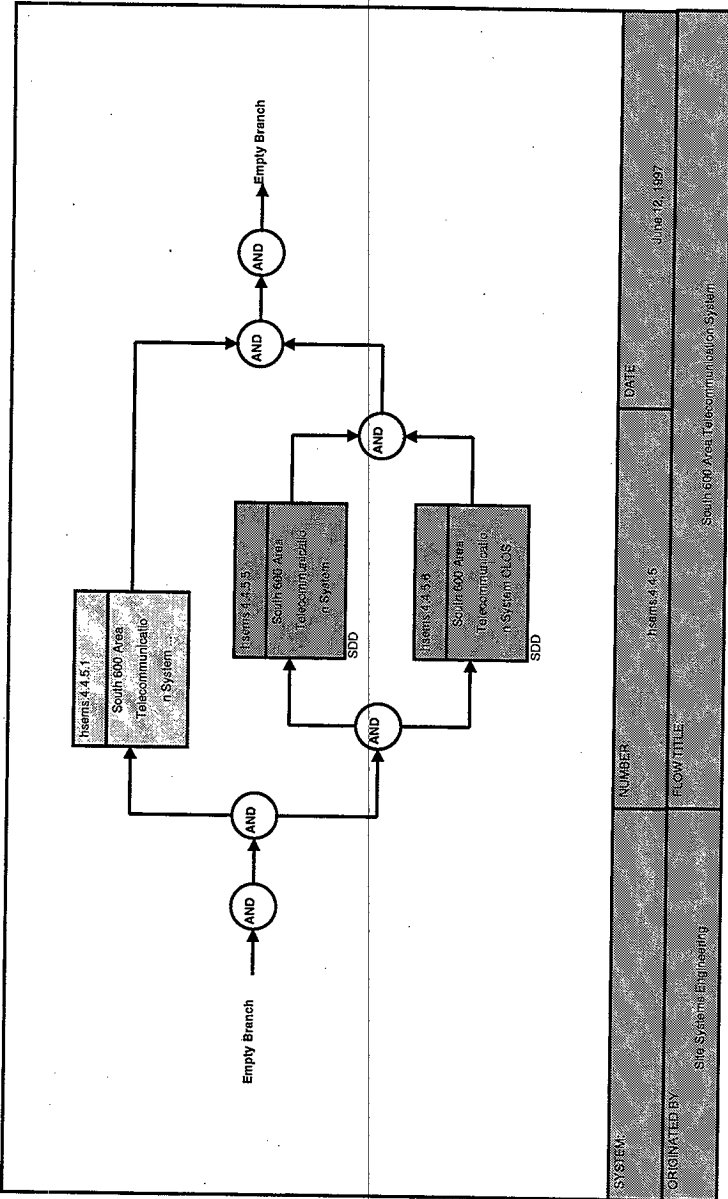 Empty Branch
AND
AND
hsems.4.4.5.1
South 600 Area
Telecommunicatio
n System ...
AND
hsems.4.4.5.5
South 600 Area
Telecommunicatio
n System ...
SDD
hsems.4.4.5.6
South 600 Area
Telecommunicatio
n System GLOS
SDD
AND
AND
AND
Empty Branch
SYSTEM:
NUMBER
hsems.4.4.5
DATE
June 12, 1997
ORIGINATED BY
Site Systems Engineering
FLOW TITLE
South 600 Area Telecommunication System